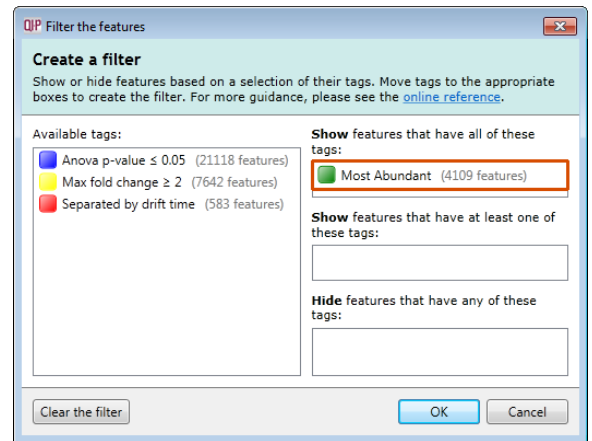 QIP Filter the features
Create a filter
Show or hide features based on a selection of their tags. Move tags to the appropriate
boxes to create the filter. For more guidance, please see the online reference.
Available tags:
Anova p-value ≤ 0.05 (21118 features)
Max fold change ≥ 2 (7642 features)
Separated by drift time (583 features)
Show features that have all of these
tags:
Most Abundant (4109 features)
Show features that have at least one of
these tags:
Hide features that have any of these
tags:
Clear the filter
OK
Cancel